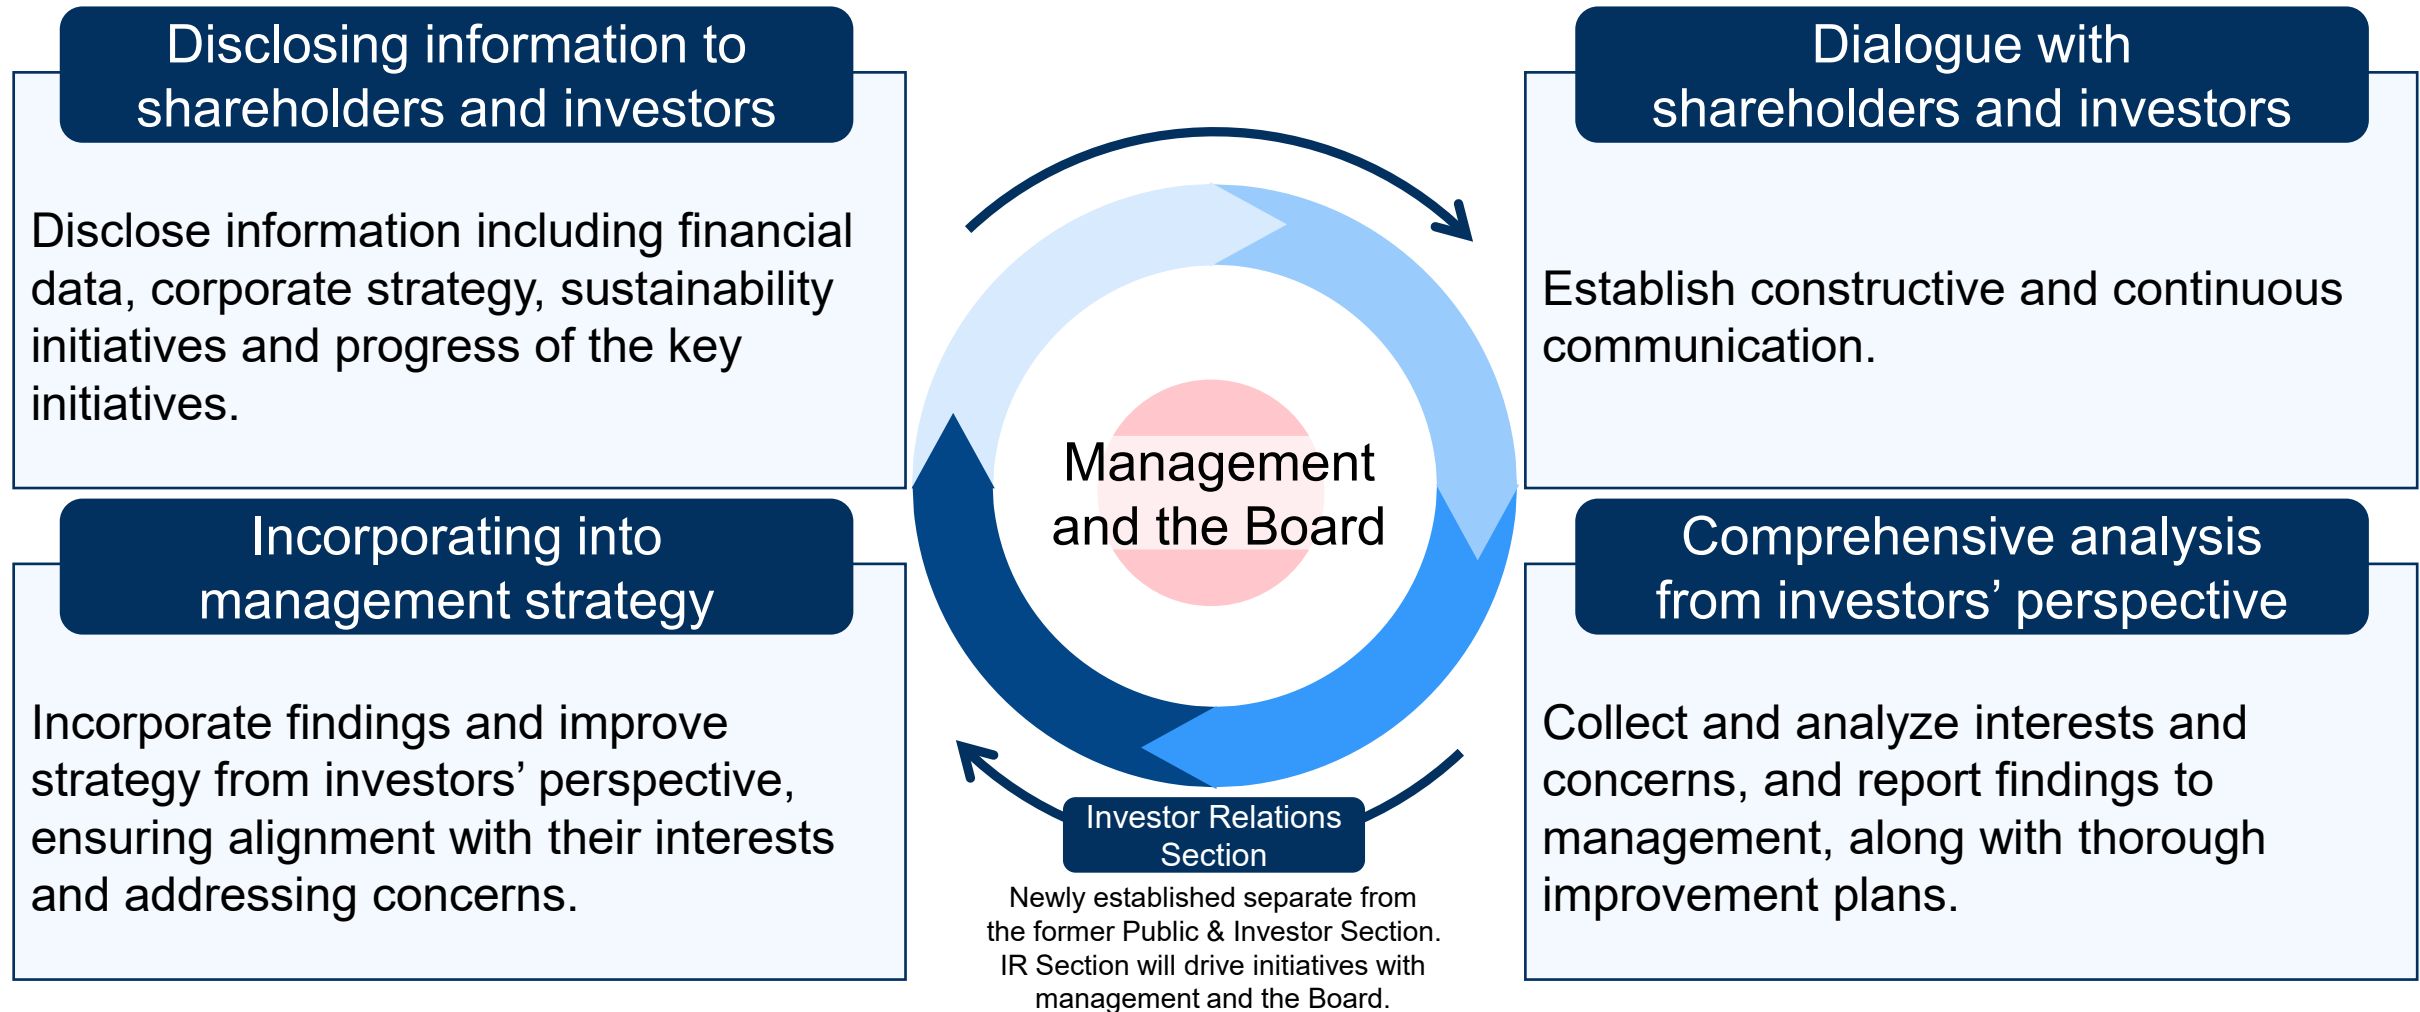 Disclosing information to
shareholders and investors
Disclose information including financial
data, corporate strategy, sustainability
initiatives and progress of the key
initiatives.
Dialogue with
shareholders and investors
Establish constructive and continuous
communication.
Management
and the Board
Incorporating into
management strategy
Incorporate findings and improve
strategy from investors’ perspective,
ensuring alignment with their interests
and addressing concerns.
Comprehensive analysis
from investors’ perspective
Collect and analyze interests and
concerns, and report findings to
management, along with thorough
improvement plans.
Investor Relations
Section
Newly established separate from
the former Public & Investor Section.
IR Section will drive initiatives with
management and the Board.